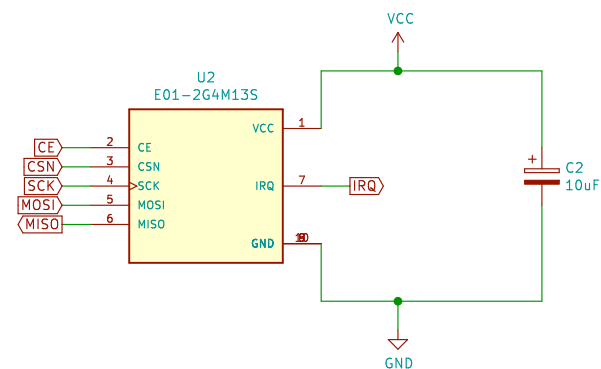 VCC
U2
E01-2G4M13S
1
VCC
CE
2
CE
CSN
3
CSN
SCK
4
SCK
7
IRQ
IRQ
MOSI
5
MOSI
MISO
6
MISO
GND
+
C2
10uF
GND